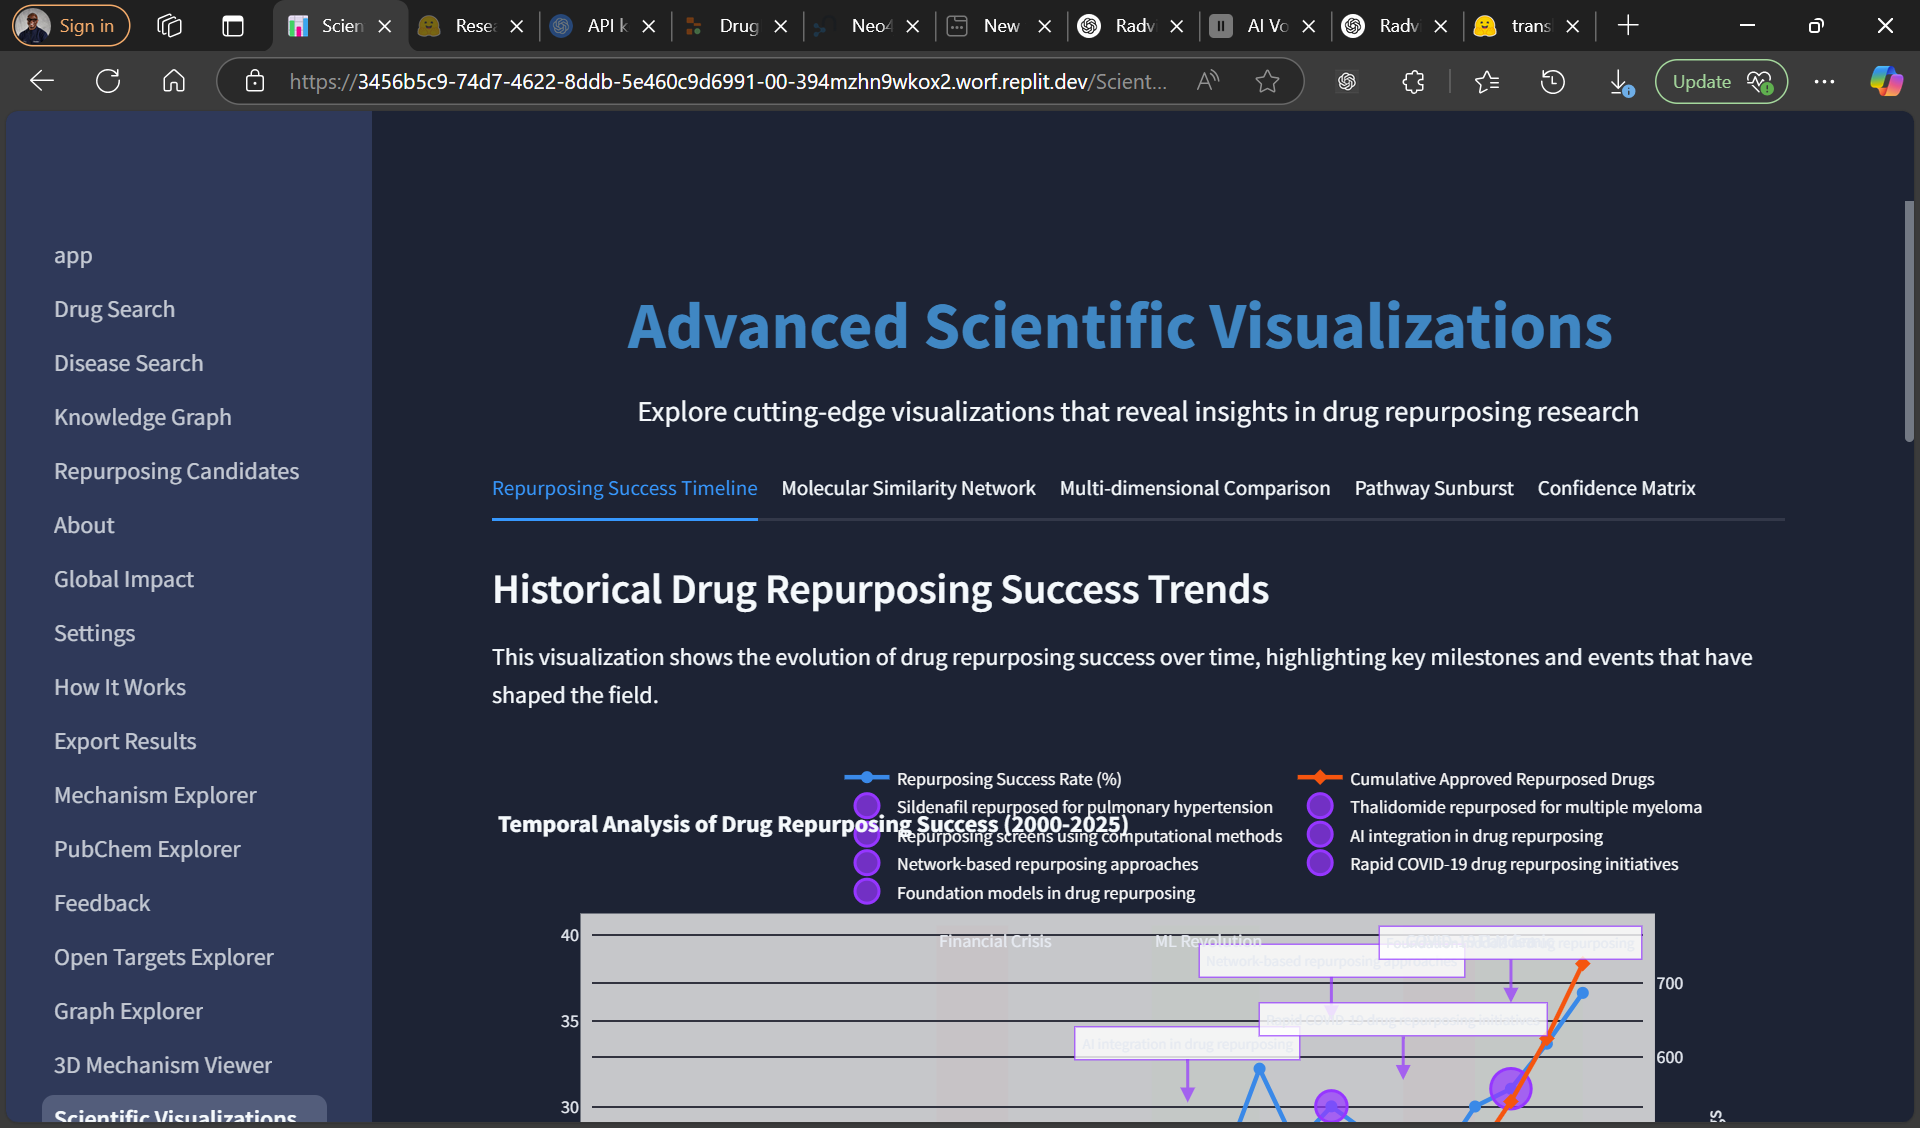 Sign in
Scien
Rese
API k
Drug
Neo4
New
Radvi
AI Vo
Radvi
trans
https://3456b5c9-74d7-4622-8ddb-5e460c9d6991-00-394mzhn9wkox2.worf.replit.dev/Scient...
Update
app
Drug Search
Disease Search
Knowledge Graph
Repurposing Candidates
About
Global Impact
Settings
How It Works
Export Results
Mechanism Explorer
PubChem Explorer
Feedback
Open Targets Explorer
Graph Explorer
3D Mechanism Viewer
Scientific Visualizations
Advanced Scientific Visualizations
Explore cutting-edge visualizations that reveal insights in drug repurposing research
Repurposing Success Timeline
Molecular Similarity Network
Multi-dimensional Comparison
Pathway Sunburst
Confidence Matrix
Historical Drug Repurposing Success Trends
This visualization shows the evolution of drug repurposing success over time, highlighting key milestones and events that have
shaped the field.
Repurposing Success Rate (%)
Cumulative Approved Repurposed Drugs
Sildenafil repurposed for pulmonary hypertension
Thalidomide repurposed for multiple myeloma
Temporal Analysis of Drug Repurposing Success (2000-2025)
Repurposing screens using computational methods
AI integration in drug repurposing
Network-based repurposing approaches
Rapid COVID-19 drug repurposing initiatives
Foundation models in drug repurposing
40
Financial Crisis
ML Revolution
Foundation models in drug repurposing
Network-based repurposing approaches
700
35
Rapid COVID-19 drug repurposing initiatives
AI integration in drug repurposing
600
30